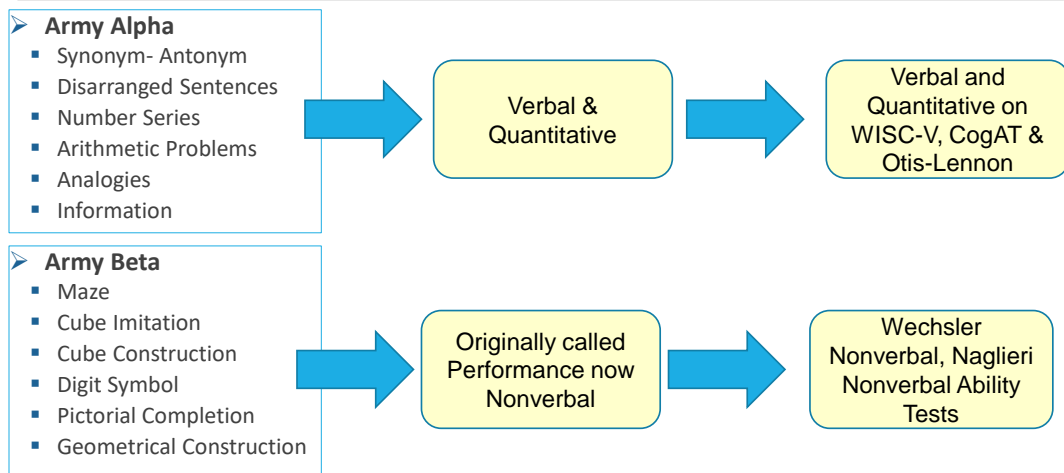 ➢ Army Alpha
▪ Synonym- Antonym
▪ Disarranged Sentences
▪ Number Series
▪ Arithmetic Problems
▪ Analogies
▪ Information
Verbal &
Quantitative
Verbal and
Quantitative on
WISC-V, CogAT &
Otis-Lennon
➢ Army Beta
▪ Maze
▪ Cube Imitation
▪ Cube Construction
▪ Digit Symbol
▪ Pictorial Completion
▪ Geometrical Construction
Originally called
Performance now
Nonverbal
Wechsler
Nonverbal, Naglieri
Nonverbal Ability
Tests